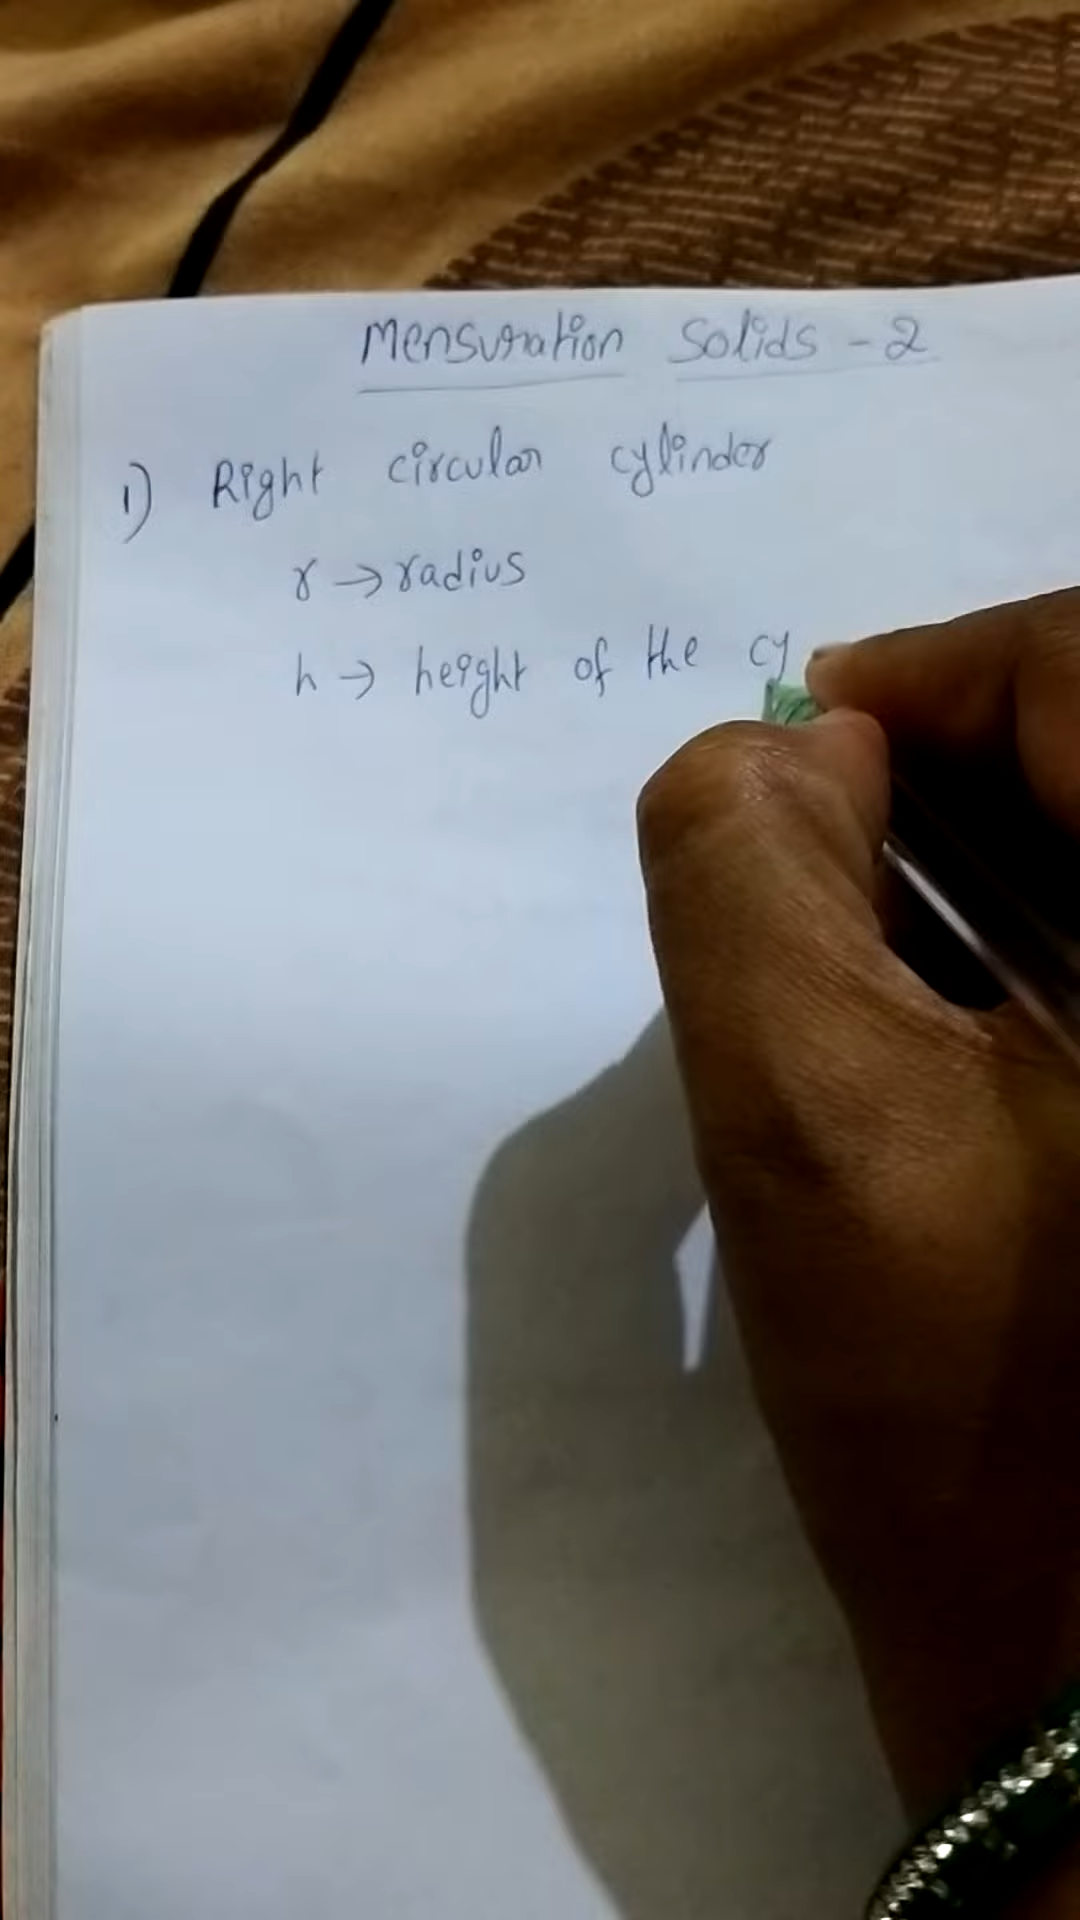 Mensuration Solids - 2
1) Right circular cylinder
r → radius
h → height of the cy